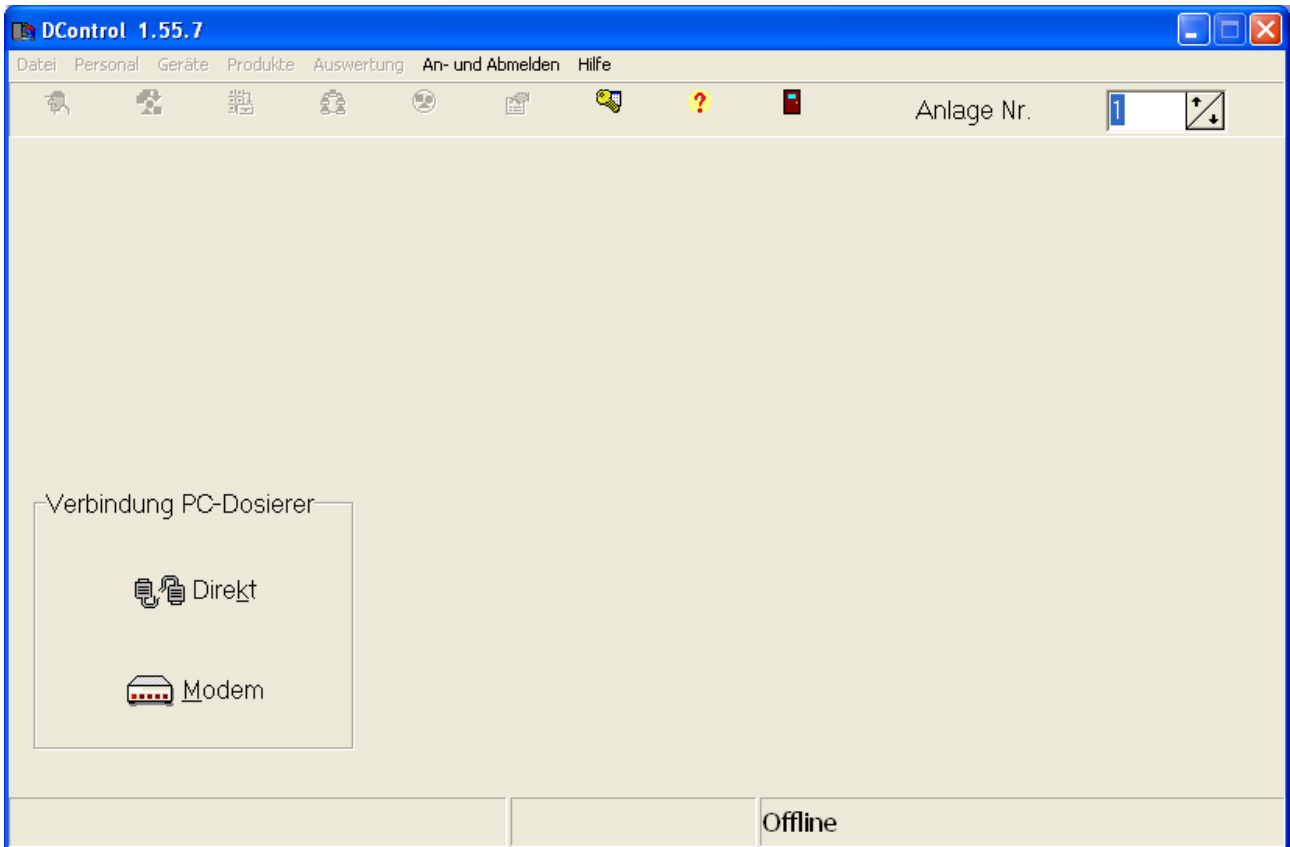 DControl 1.55.7
Datei Personal Geräte Produkte Auswertung An- und Abmelden Hilfe
? Anlage Nr. 1
Verbindung PC-Dosierer
Direkt
Modem
Offline